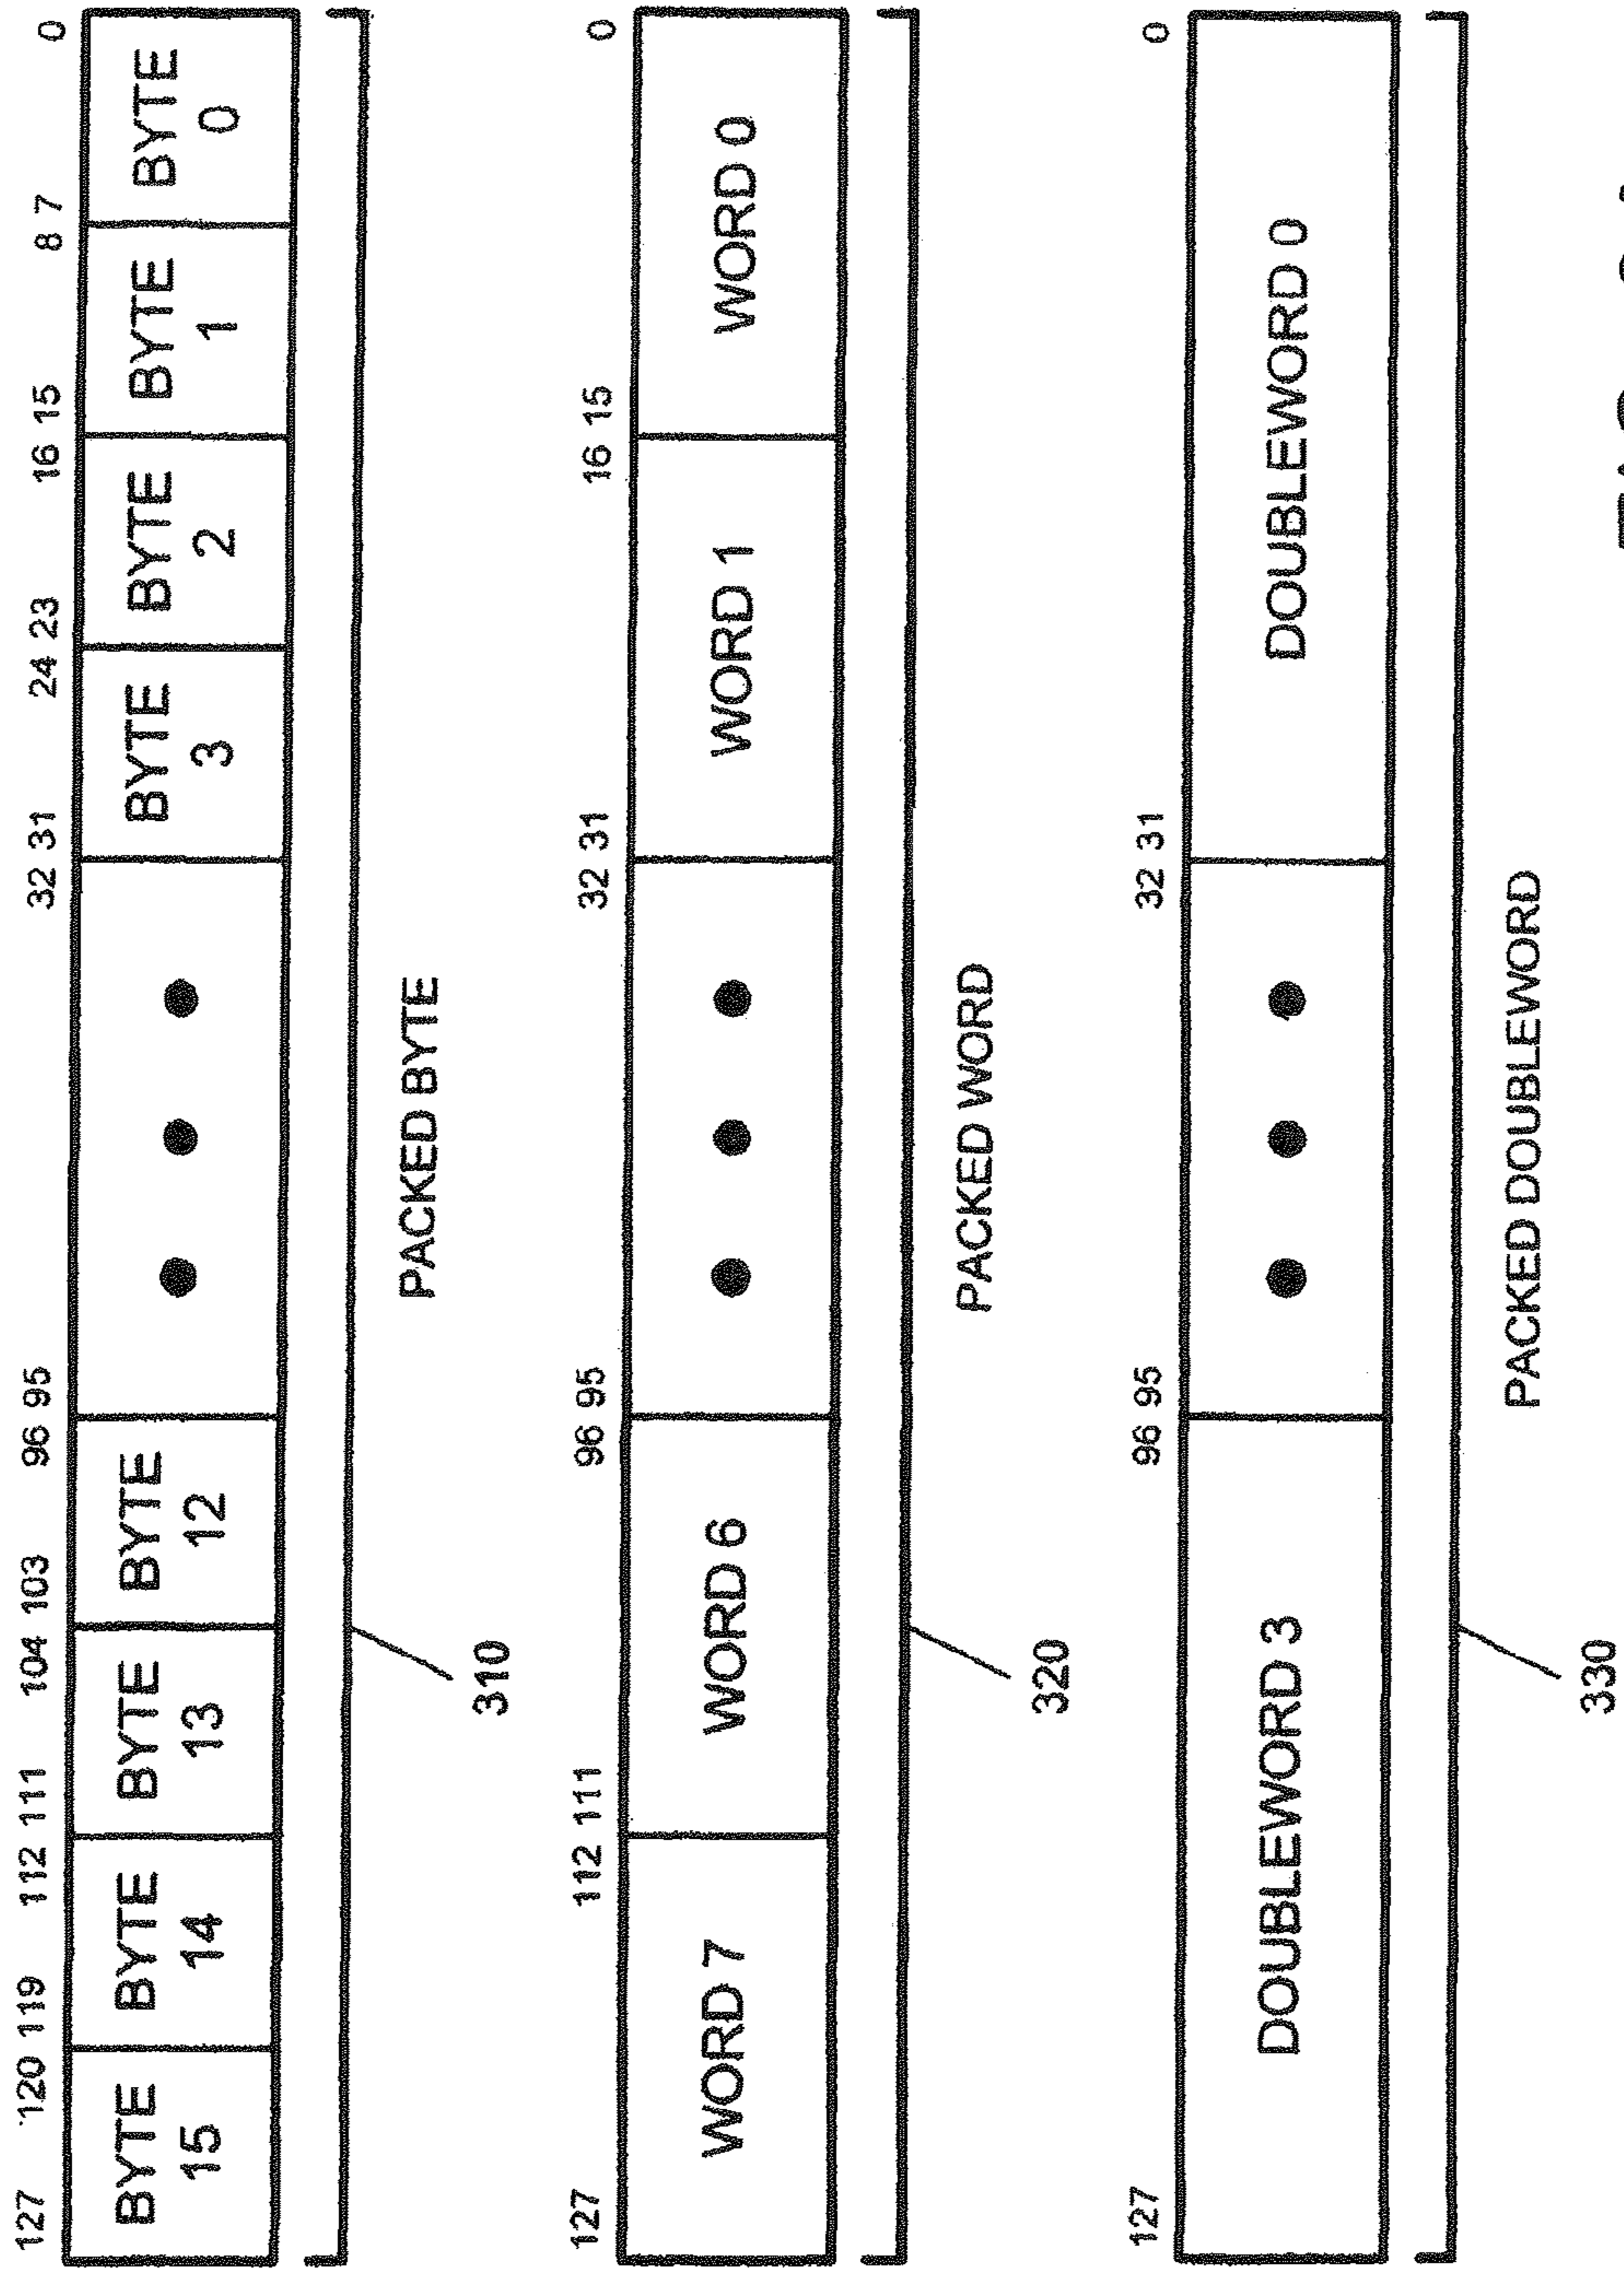 127 120 119 112 111 104 103 96 95 32 31 24 23 16 15 8 7 0
BYTE 15 BYTE 14 BYTE 13 BYTE 12 BYTE 3 BYTE 2 BYTE 1 BYTE 0
PACKED BYTE
310
127 112 111 96 95 32 31 16 15 0
WORD 7 WORD 6 WORD 1 WORD 0
PACKED WORD
320
127 96 95 32 31 0
DOUBLEWORD 3 DOUBLEWORD 0
PACKED DOUBLEWORD
330